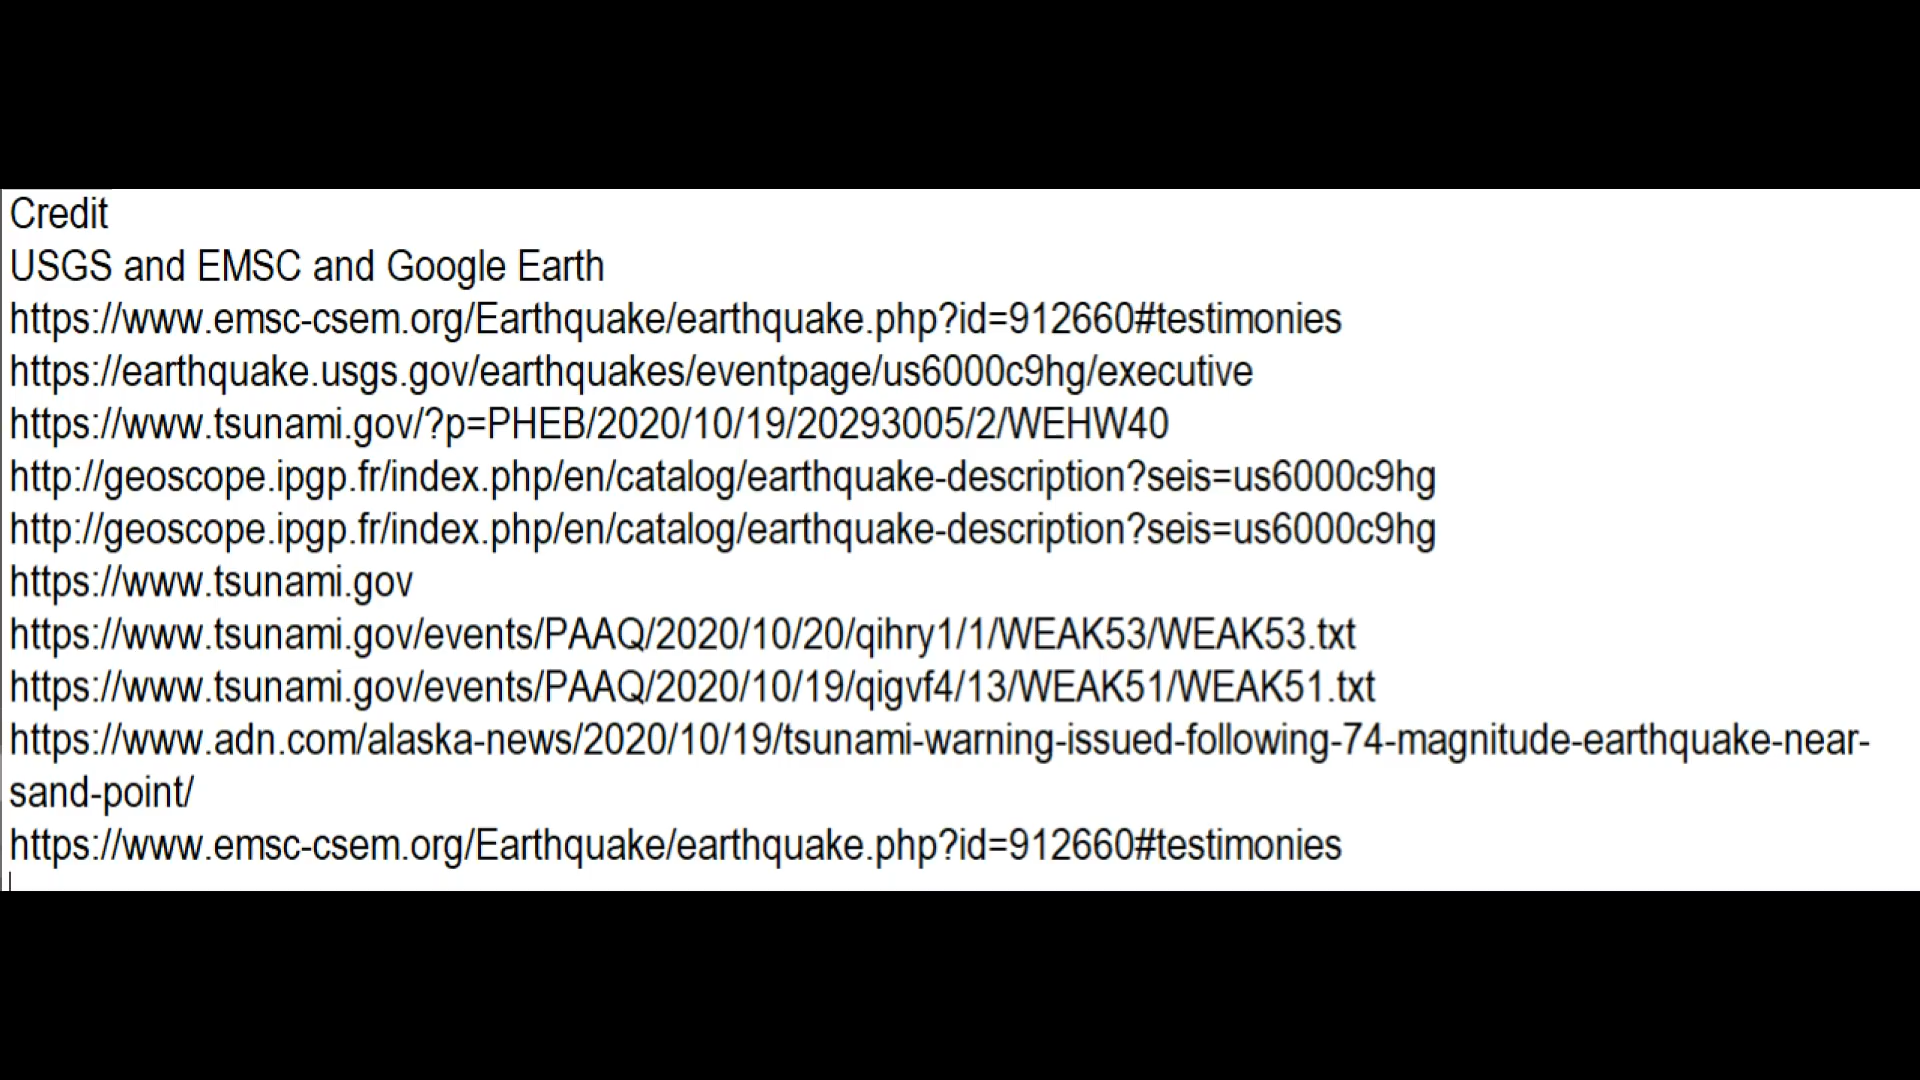 Credit
USGS and EMSC and Google Earth
https://www.emsc-csem.org/Earthquake/earthquake.php?id=912660#testimonies
https://earthquake.usgs.gov/earthquakes/eventpage/us6000c9hg/executive
https://www.tsunami.gov/?p=PHEB/2020/10/19/20293005/2/WEHW40
http://geoscope.ipgp.fr/index.php/en/catalog/earthquake-description?seis=us6000c9hg
http://geoscope.ipgp.fr/index.php/en/catalog/earthquake-description?seis=us6000c9hg
https://www.tsunami.gov
https://www.tsunami.gov/events/PAAQ/2020/10/20/qihry1/1/WEAK53/WEAK53.txt
https://www.tsunami.gov/events/PAAQ/2020/10/19/qigvf4/13/WEAK51/WEAK51.txt
https://www.adn.com/alaska-news/2020/10/19/tsunami-warning-issued-following-74-magnitude-earthquake-near-
sand-point/
https://www.emsc-csem.org/Earthquake/earthquake.php?id=912660#testimonies